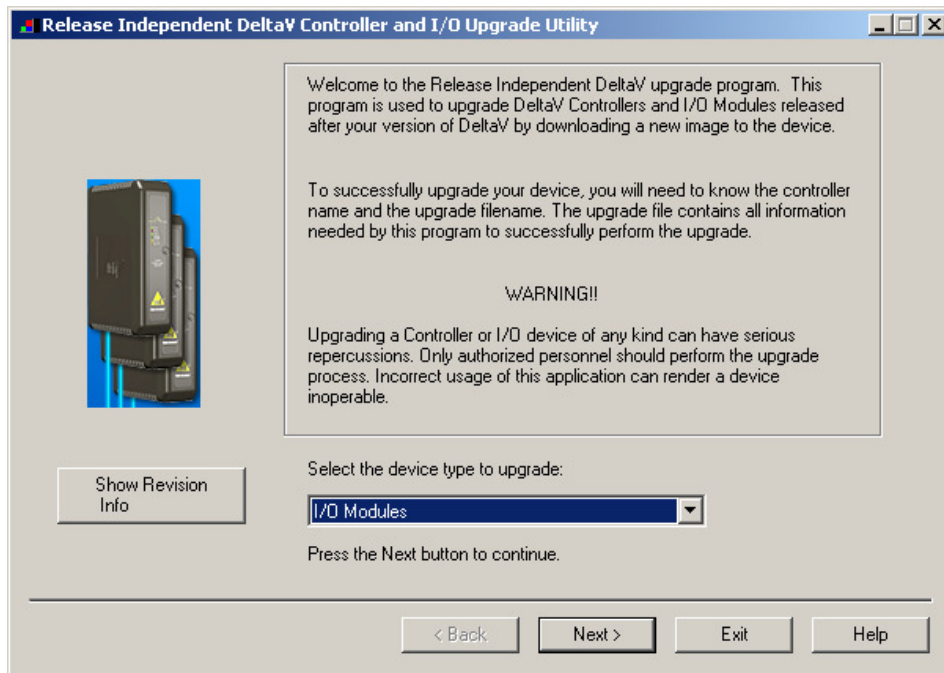 Release Independent DeltaV Controller and I/O Upgrade Utility
Welcome to the Release Independent DeltaV upgrade program. This
program is used to upgrade DeltaV Controllers and I/O Modules released
after your version of DeltaV by downloading a new image to the device.
To successfully upgrade your device, you will need to know the controller
name and the upgrade filename. The upgrade file contains all information
needed by this program to successfully perform the upgrade.
WARNING!!
Upgrading a Controller or I/O device of any kind can have serious
repercussions. Only authorized personnel should perform the upgrade
process. Incorrect usage of this application can render a device
inoperable.
Show Revision
Info
Select the device type to upgrade:
I/O Modules
Press the Next button to continue.
< Back
Next >
Exit
Help